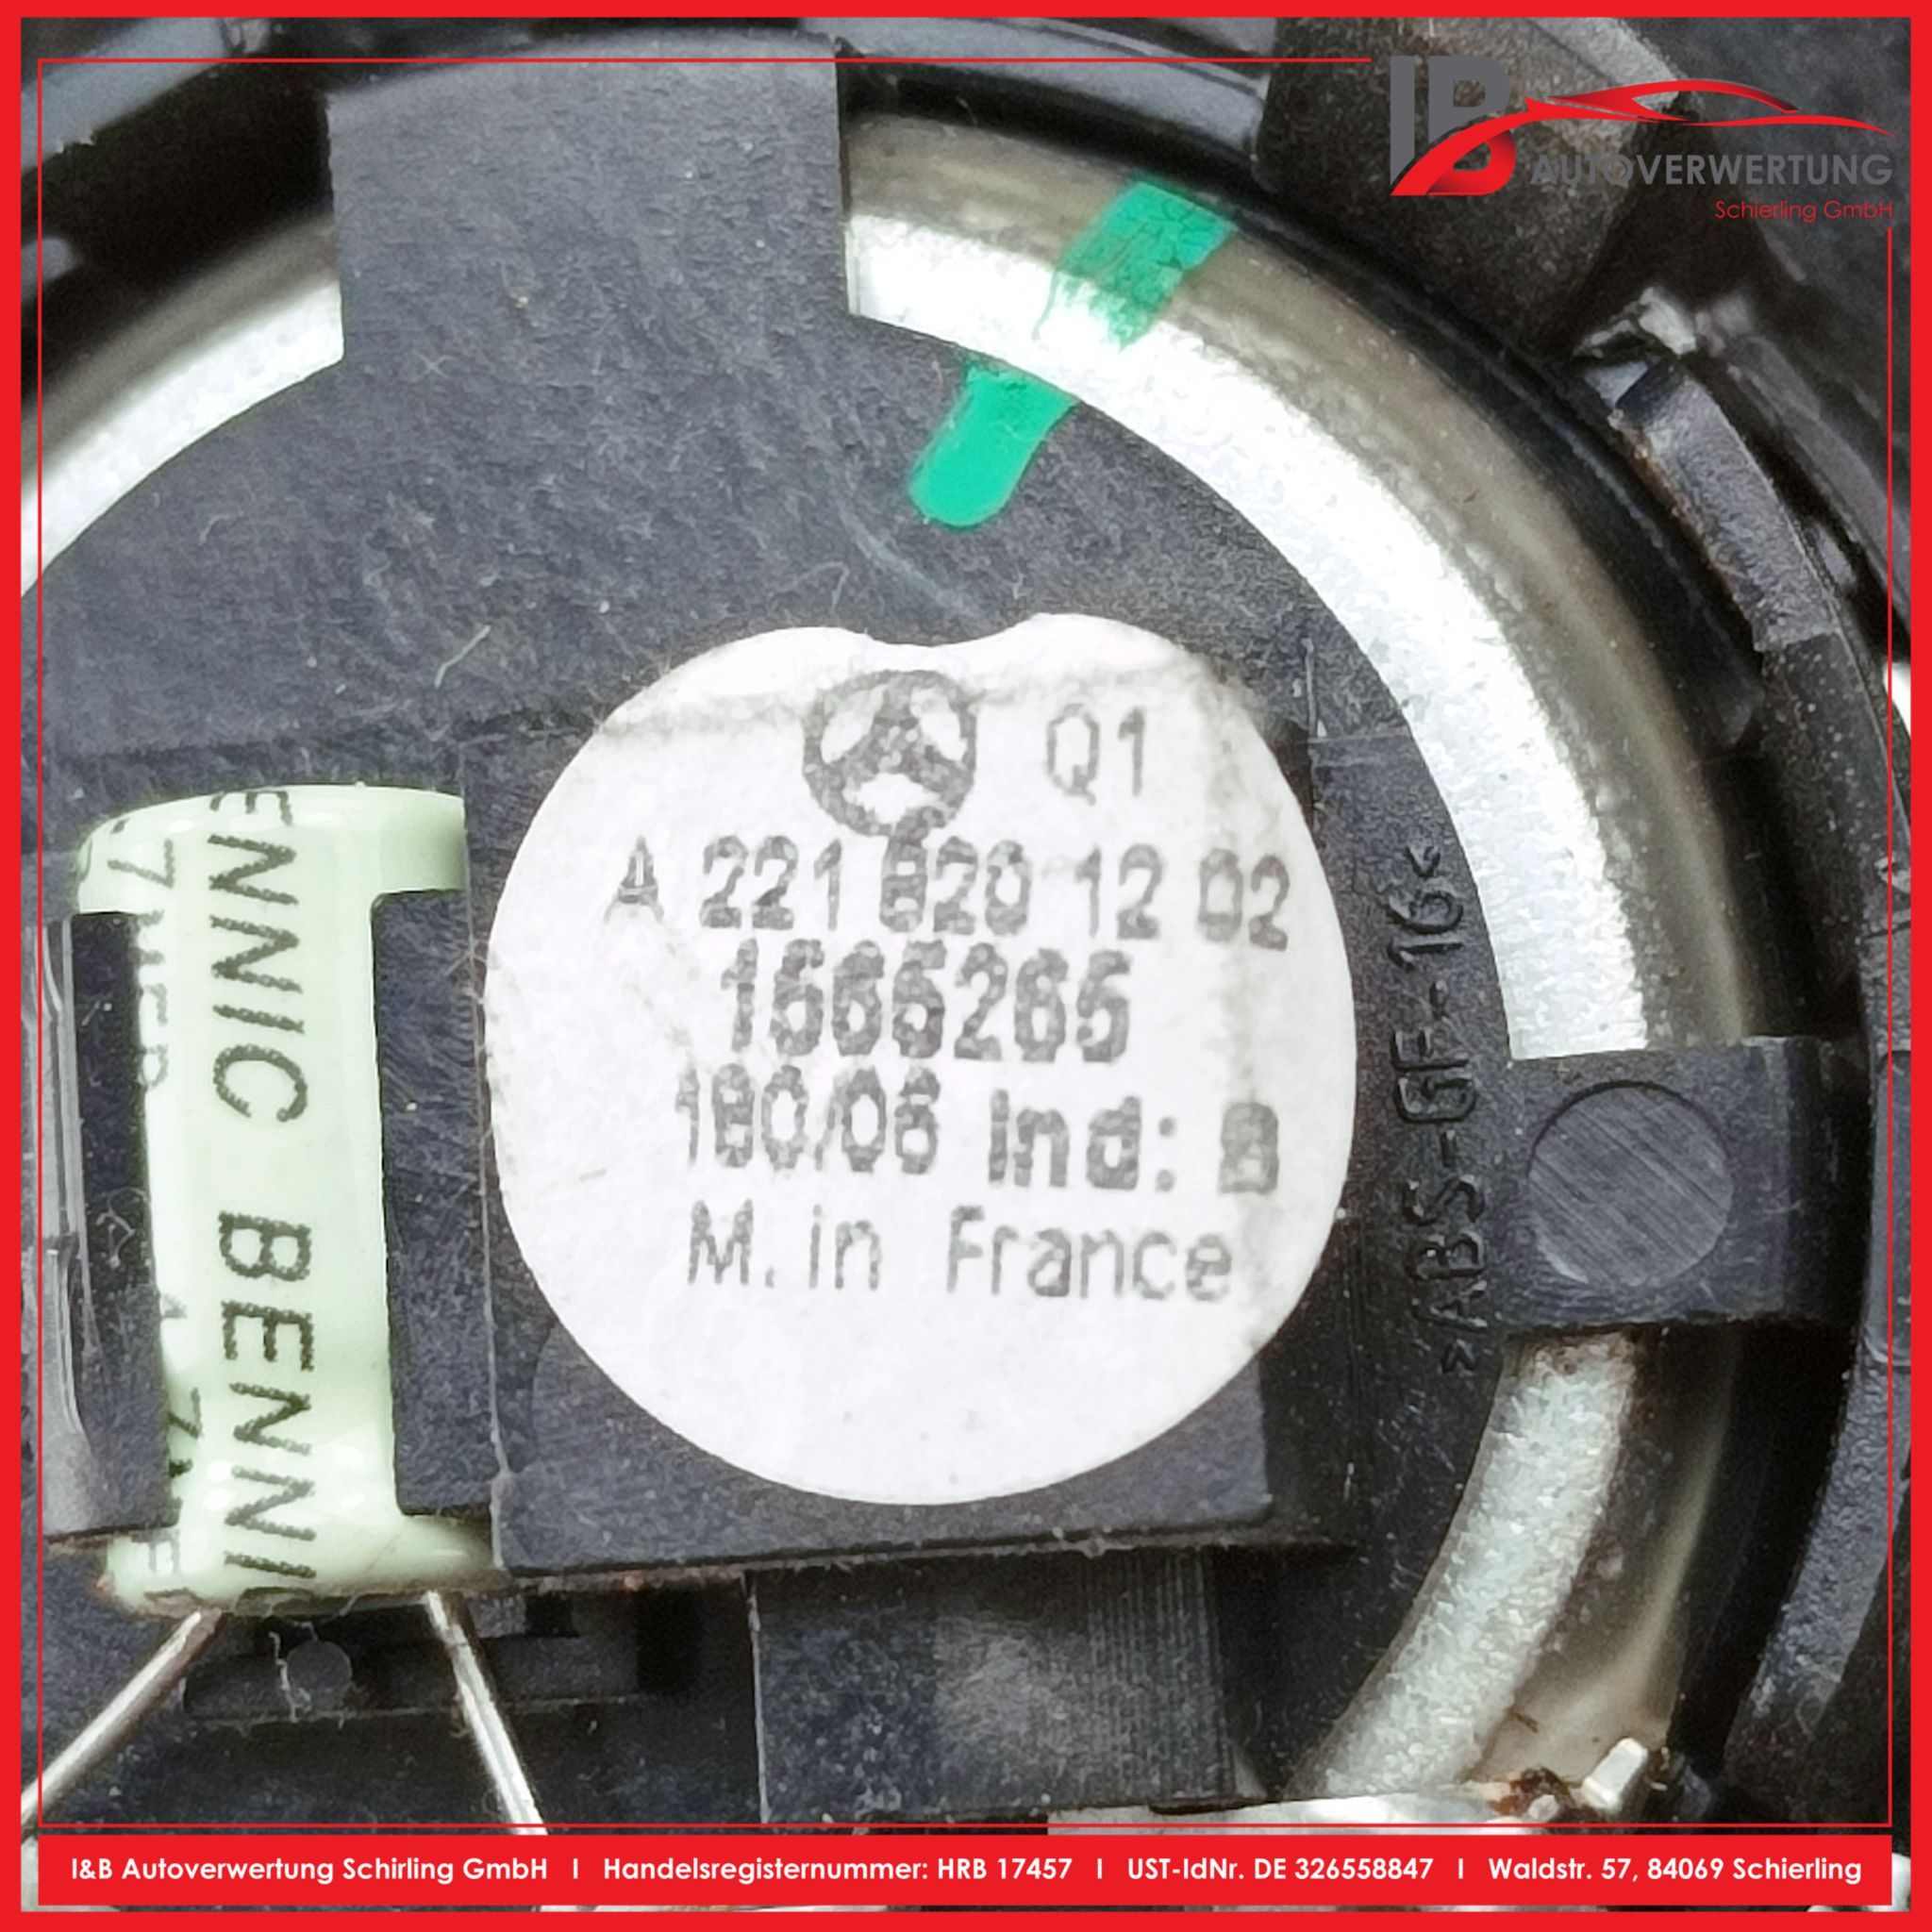 IB
AUTOVERWERTUNG
Schierling GmbH
Q1
A 221 820 12 02
1565265
180/06 Ind: B
M. in France
>ABS-GF-16<
ENNIC BENNIC
I&B Autoverwertung Schirling GmbH I Handelsregisternummer: HRB 17457 I UST-IdNr. DE 326558847 I Waldstr. 57, 84069 Schierling